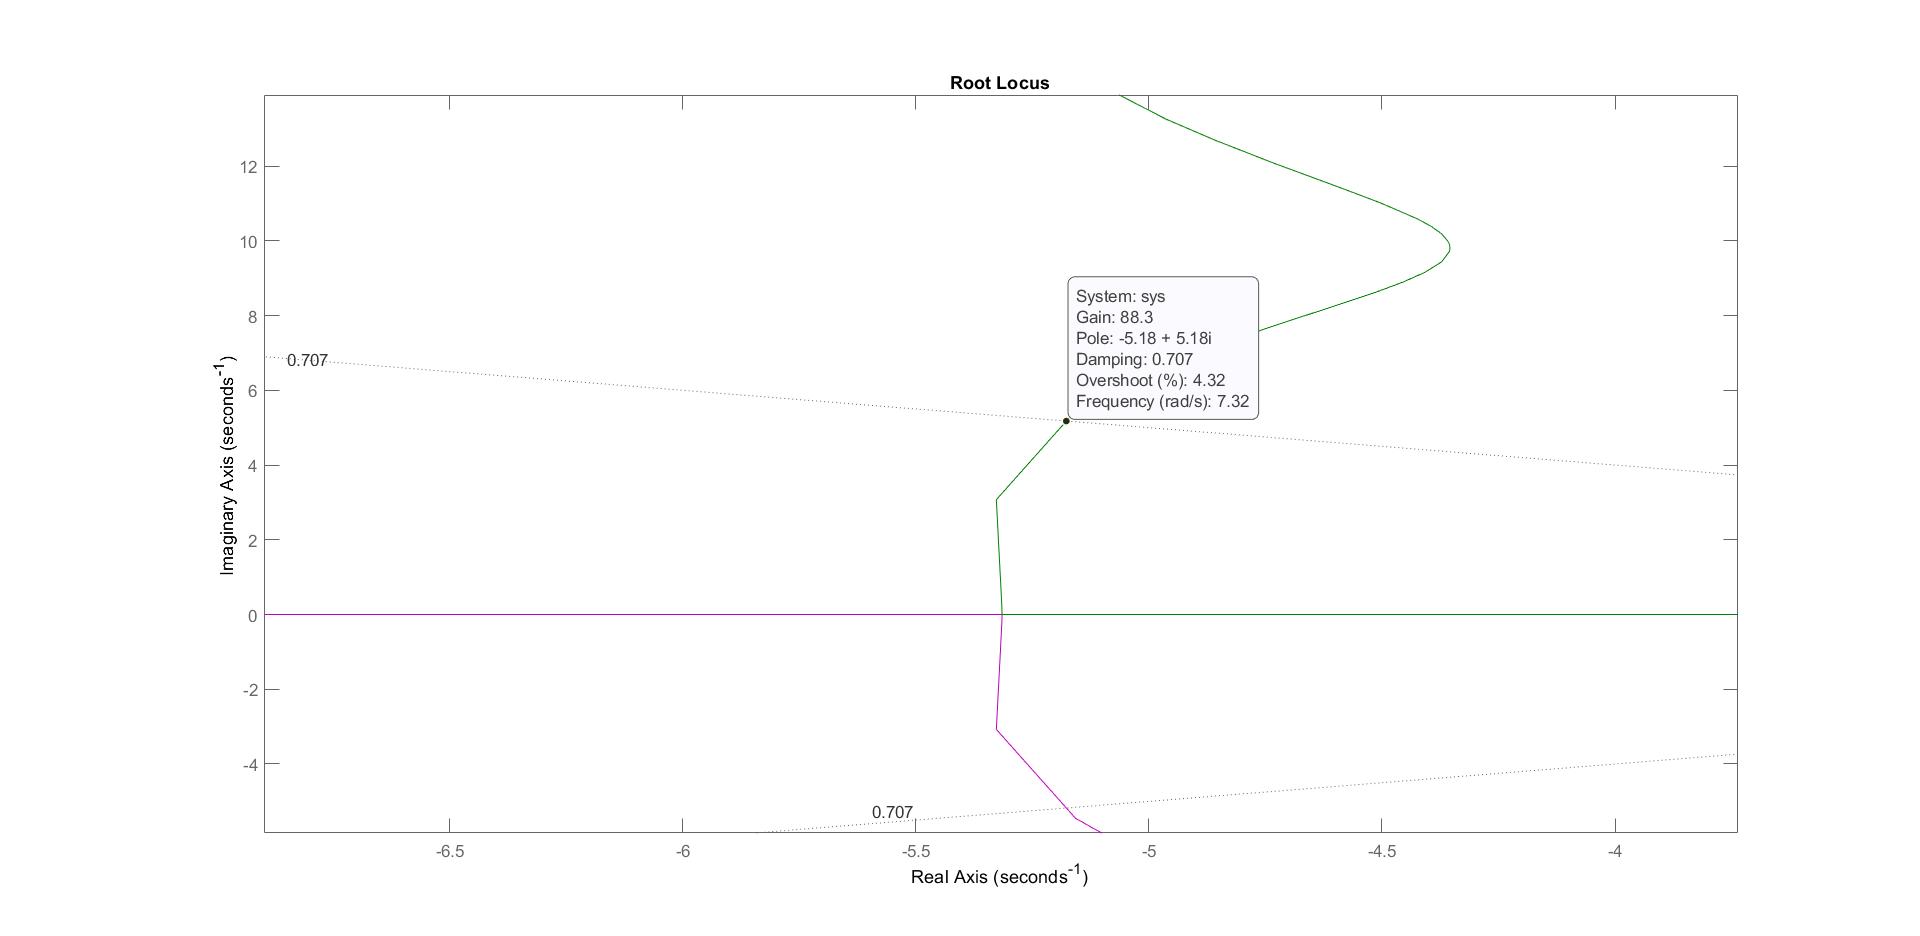 Root Locus
12
10
8
6
4
2
0
-2
-4
Imaginary Axis (seconds-1)
0.707
System: sys
Gain: 88.3
Pole: -5.18 + 5.18i
Damping: 0.707
Overshoot (%): 4.32
Frequency (rad/s): 7.32
0.707
-6.5 -6 -5.5 -5 -4.5 -4
Real Axis (seconds-1)